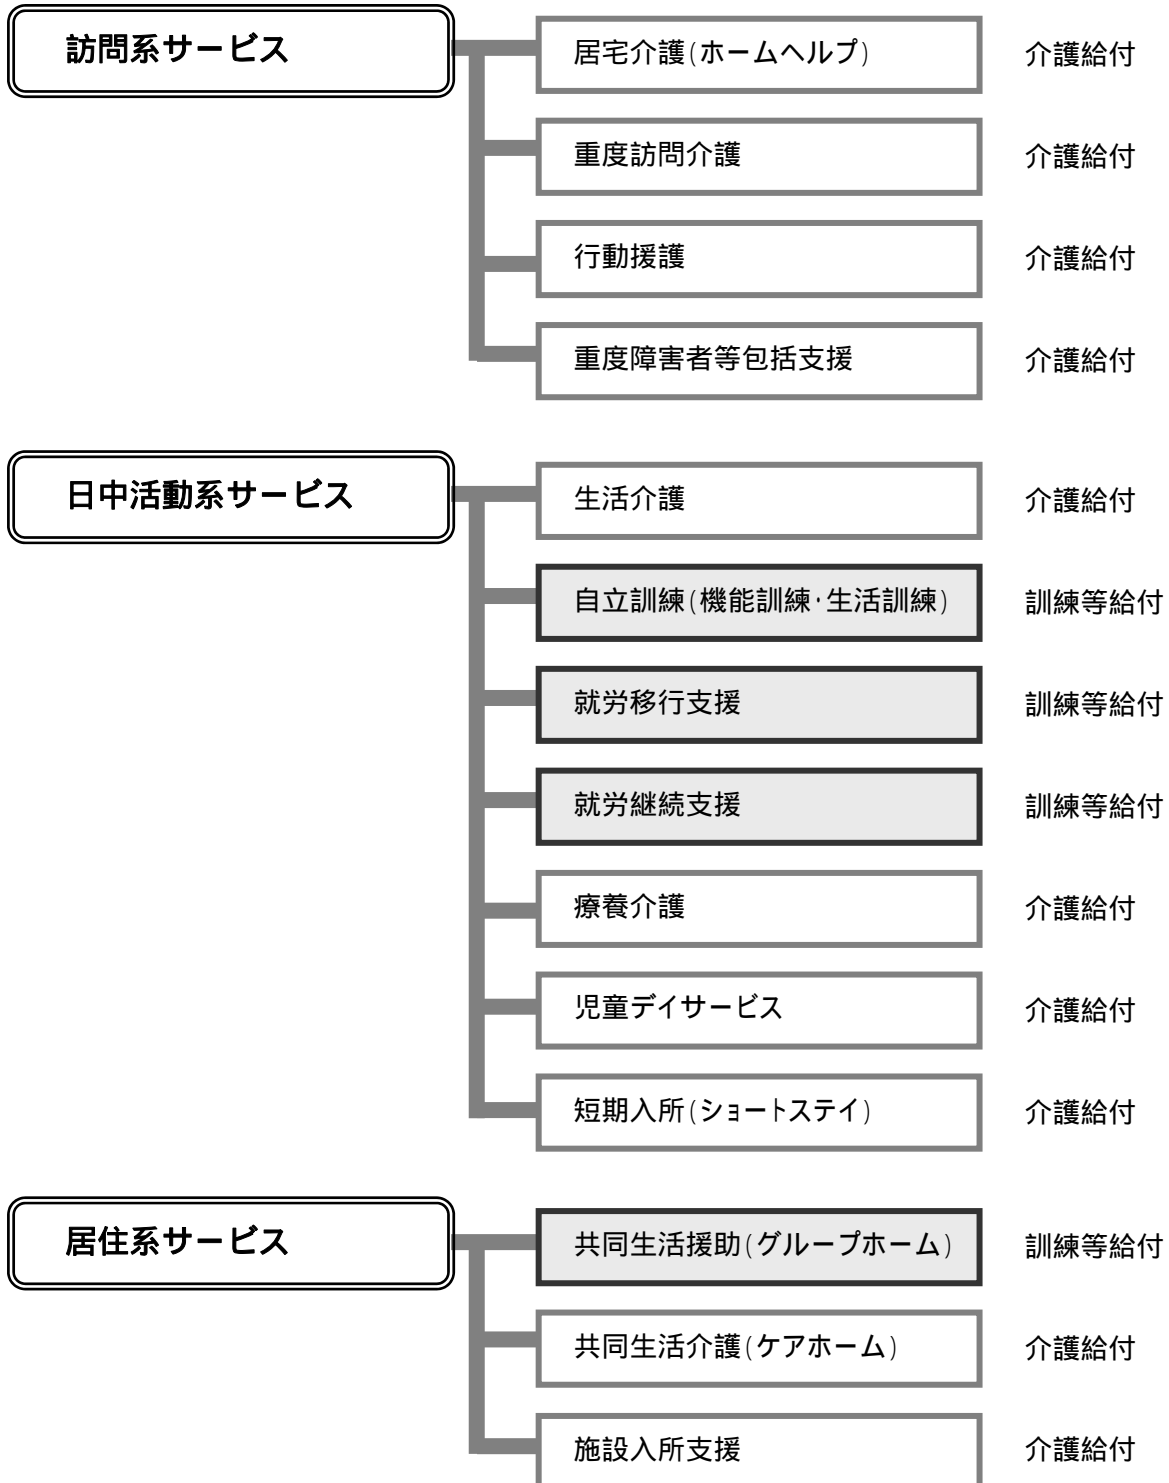 訪問系サービス
居宅介護(ホームヘルプ) 介護給付
重度訪問介護 介護給付
行動援護 介護給付
重度障害者等包括支援 介護給付
日中活動系サービス
生活介護 介護給付
自立訓練(機能訓練・生活訓練) 訓練等給付
就労移行支援 訓練等給付
就労継続支援 訓練等給付
療養介護 介護給付
児童デイサービス 介護給付
短期入所(ショートステイ) 介護給付
居住系サービス
共同生活援助(グループホーム) 訓練等給付
共同生活介護(ケアホーム) 介護給付
施設入所支援 介護給付